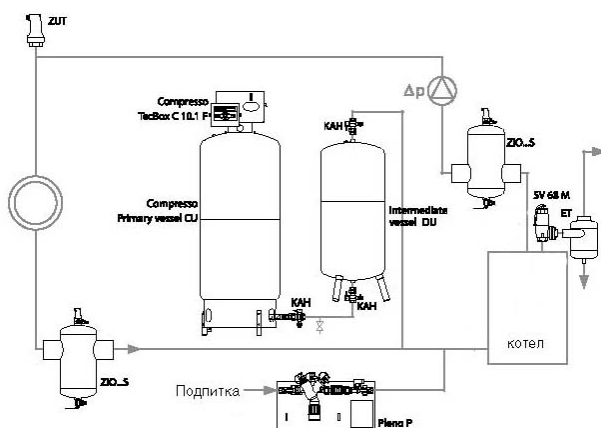 ZUT
Compresso
TecBox C 10.1 F
Δp
KAH
ZIO...S
SV 68 M
ET
Compresso
Primary vessel CU
Intermediate
vessel DU
KAH
KAH
котел
ZIO...S
Подпитка
Pleno P